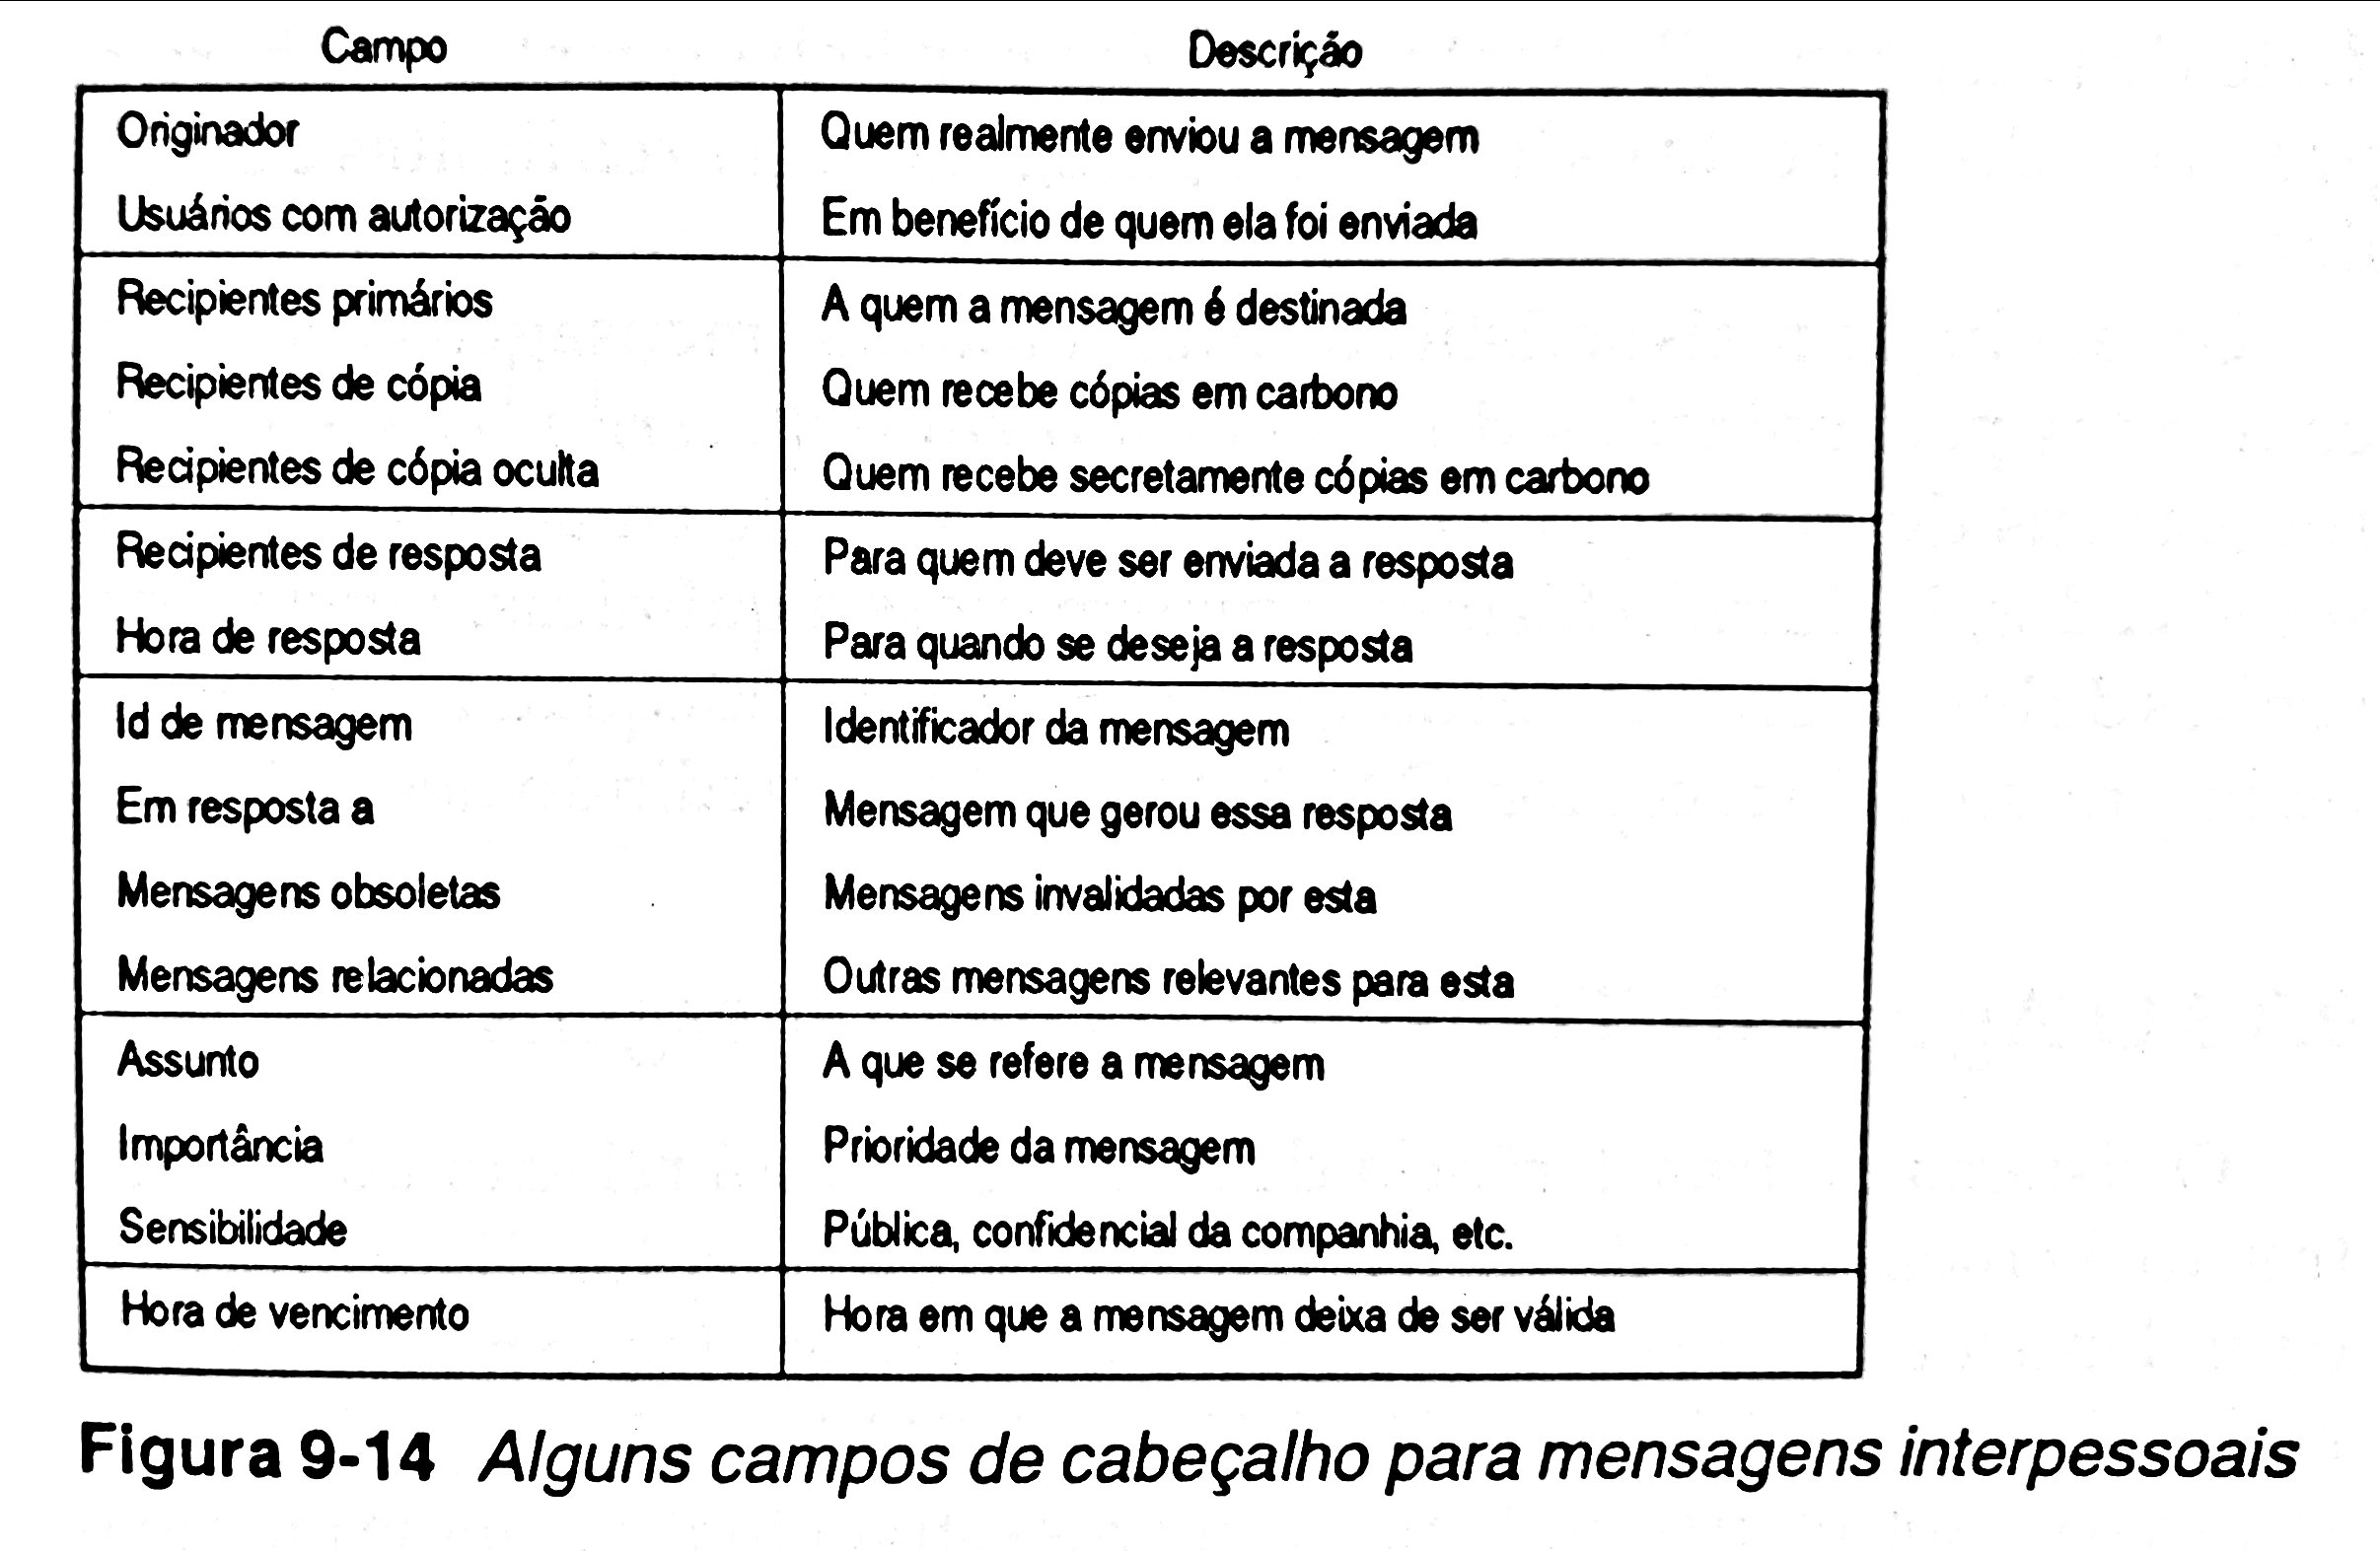 Campo Descrição
Originador Quem realmente enviou a mensagem
Usuários com autorização Em benefício de quem ela foi enviada
Recipientes primários A quem a mensagem é destinada
Recipientes de cópia Quem recebe cópias em carbono
Recipientes de cópia oculta Quem recebe secretamente cópias em carbono
Recipientes de resposta Para quem deve ser enviada a resposta
Hora de resposta Para quando se deseja a resposta
Id de mensagem Identificador da mensagem
Em resposta a Mensagem que gerou essa resposta
Mensagens obsoletas Mensagens invalidadas por esta
Mensagens relacionadas Outras mensagens relevantes para esta
Assunto A que se refere a mensagem
Importância Prioridade da mensagem
Sensibilidade Pública, confidencial da companhia, etc.
Hora de vencimento Hora em que a mensagem deixa de ser válida
Figura 9-14 Alguns campos de cabeçalho para mensagens interpessoais